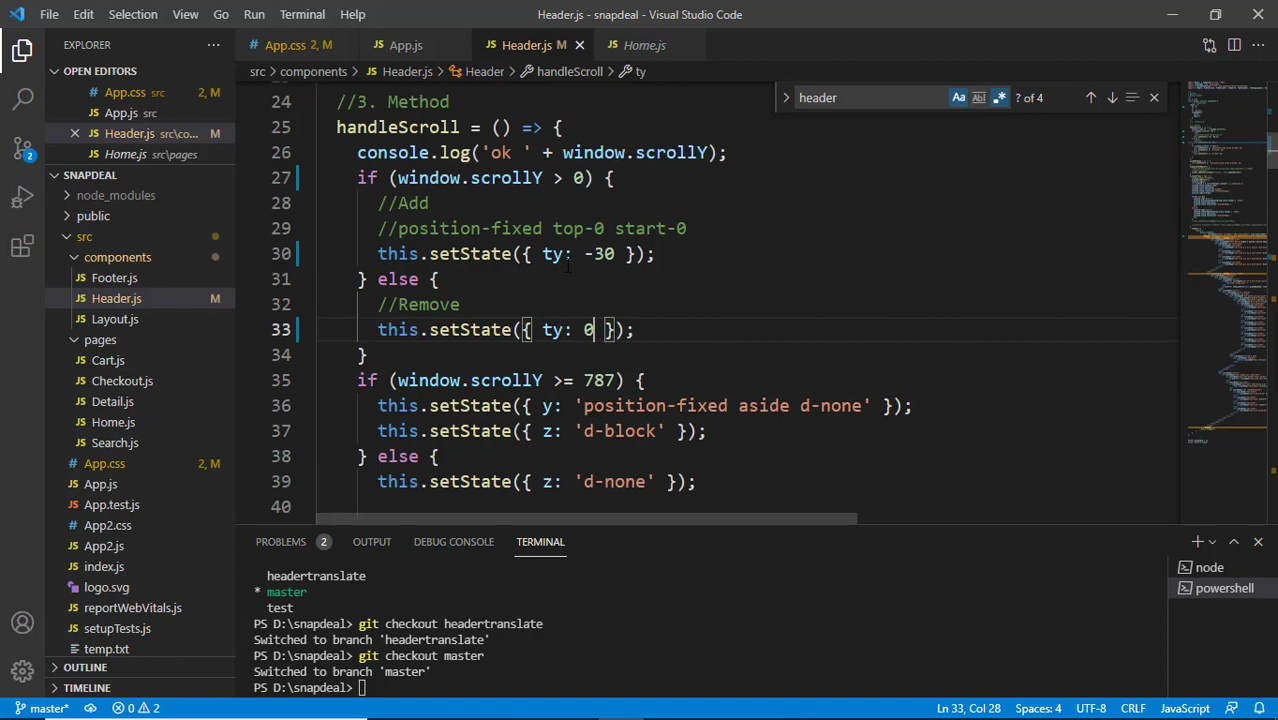 File Edit Selection View Go Run Terminal Help Header.js - snapdeal - Visual Studio Code
EXPLORER
OPEN EDITORS
App.css src 2, M
App.js src
Header.js src\co... M
Home.js src\pages
SNAPDEAL
node_modules
public
src
components
Footer.js
Header.js M
Layout.js
pages
Cart.js
Checkout.js
Detail.js
Home.js
Search.js
App.css 2, M
App.js
App.test.js
App2.css
App2.js
index.js
logo.svg
reportWebVitals.js
setupTests.js
temp.txt
OUTLINE
TIMELINE
2
App.css 2, M App.js Header.js M Home.js
src > components > Header.js > Header > handleScroll > ty
header Aa Ab ? of 4
24 //3. Method
25 handleScroll = () => {
26 console.log('ok ' + window.scrollY);
27 if (window.scrollY > 0) {
28 //Add
29 //position-fixed top-0 start-0
30 this.setState({ ty: -30 });
31 } else {
32 //Remove
33 this.setState({ ty: 0 });
34 }
35 if (window.scrollY >= 787) {
36 this.setState({ y: 'position-fixed aside d-none' });
37 this.setState({ z: 'd-block' });
38 } else {
39 this.setState({ z: 'd-none' });
40
PROBLEMS 2 OUTPUT DEBUG CONSOLE TERMINAL
headertranslate
* master
test
PS D:\snapdeal> git checkout headertranslate
Switched to branch 'headertranslate'
PS D:\snapdeal> git checkout master
Switched to branch 'master'
PS D:\snapdeal>
node
powershell
master* 0 2 Ln 33, Col 28 Spaces: 4 UTF-8 CRLF JavaScript